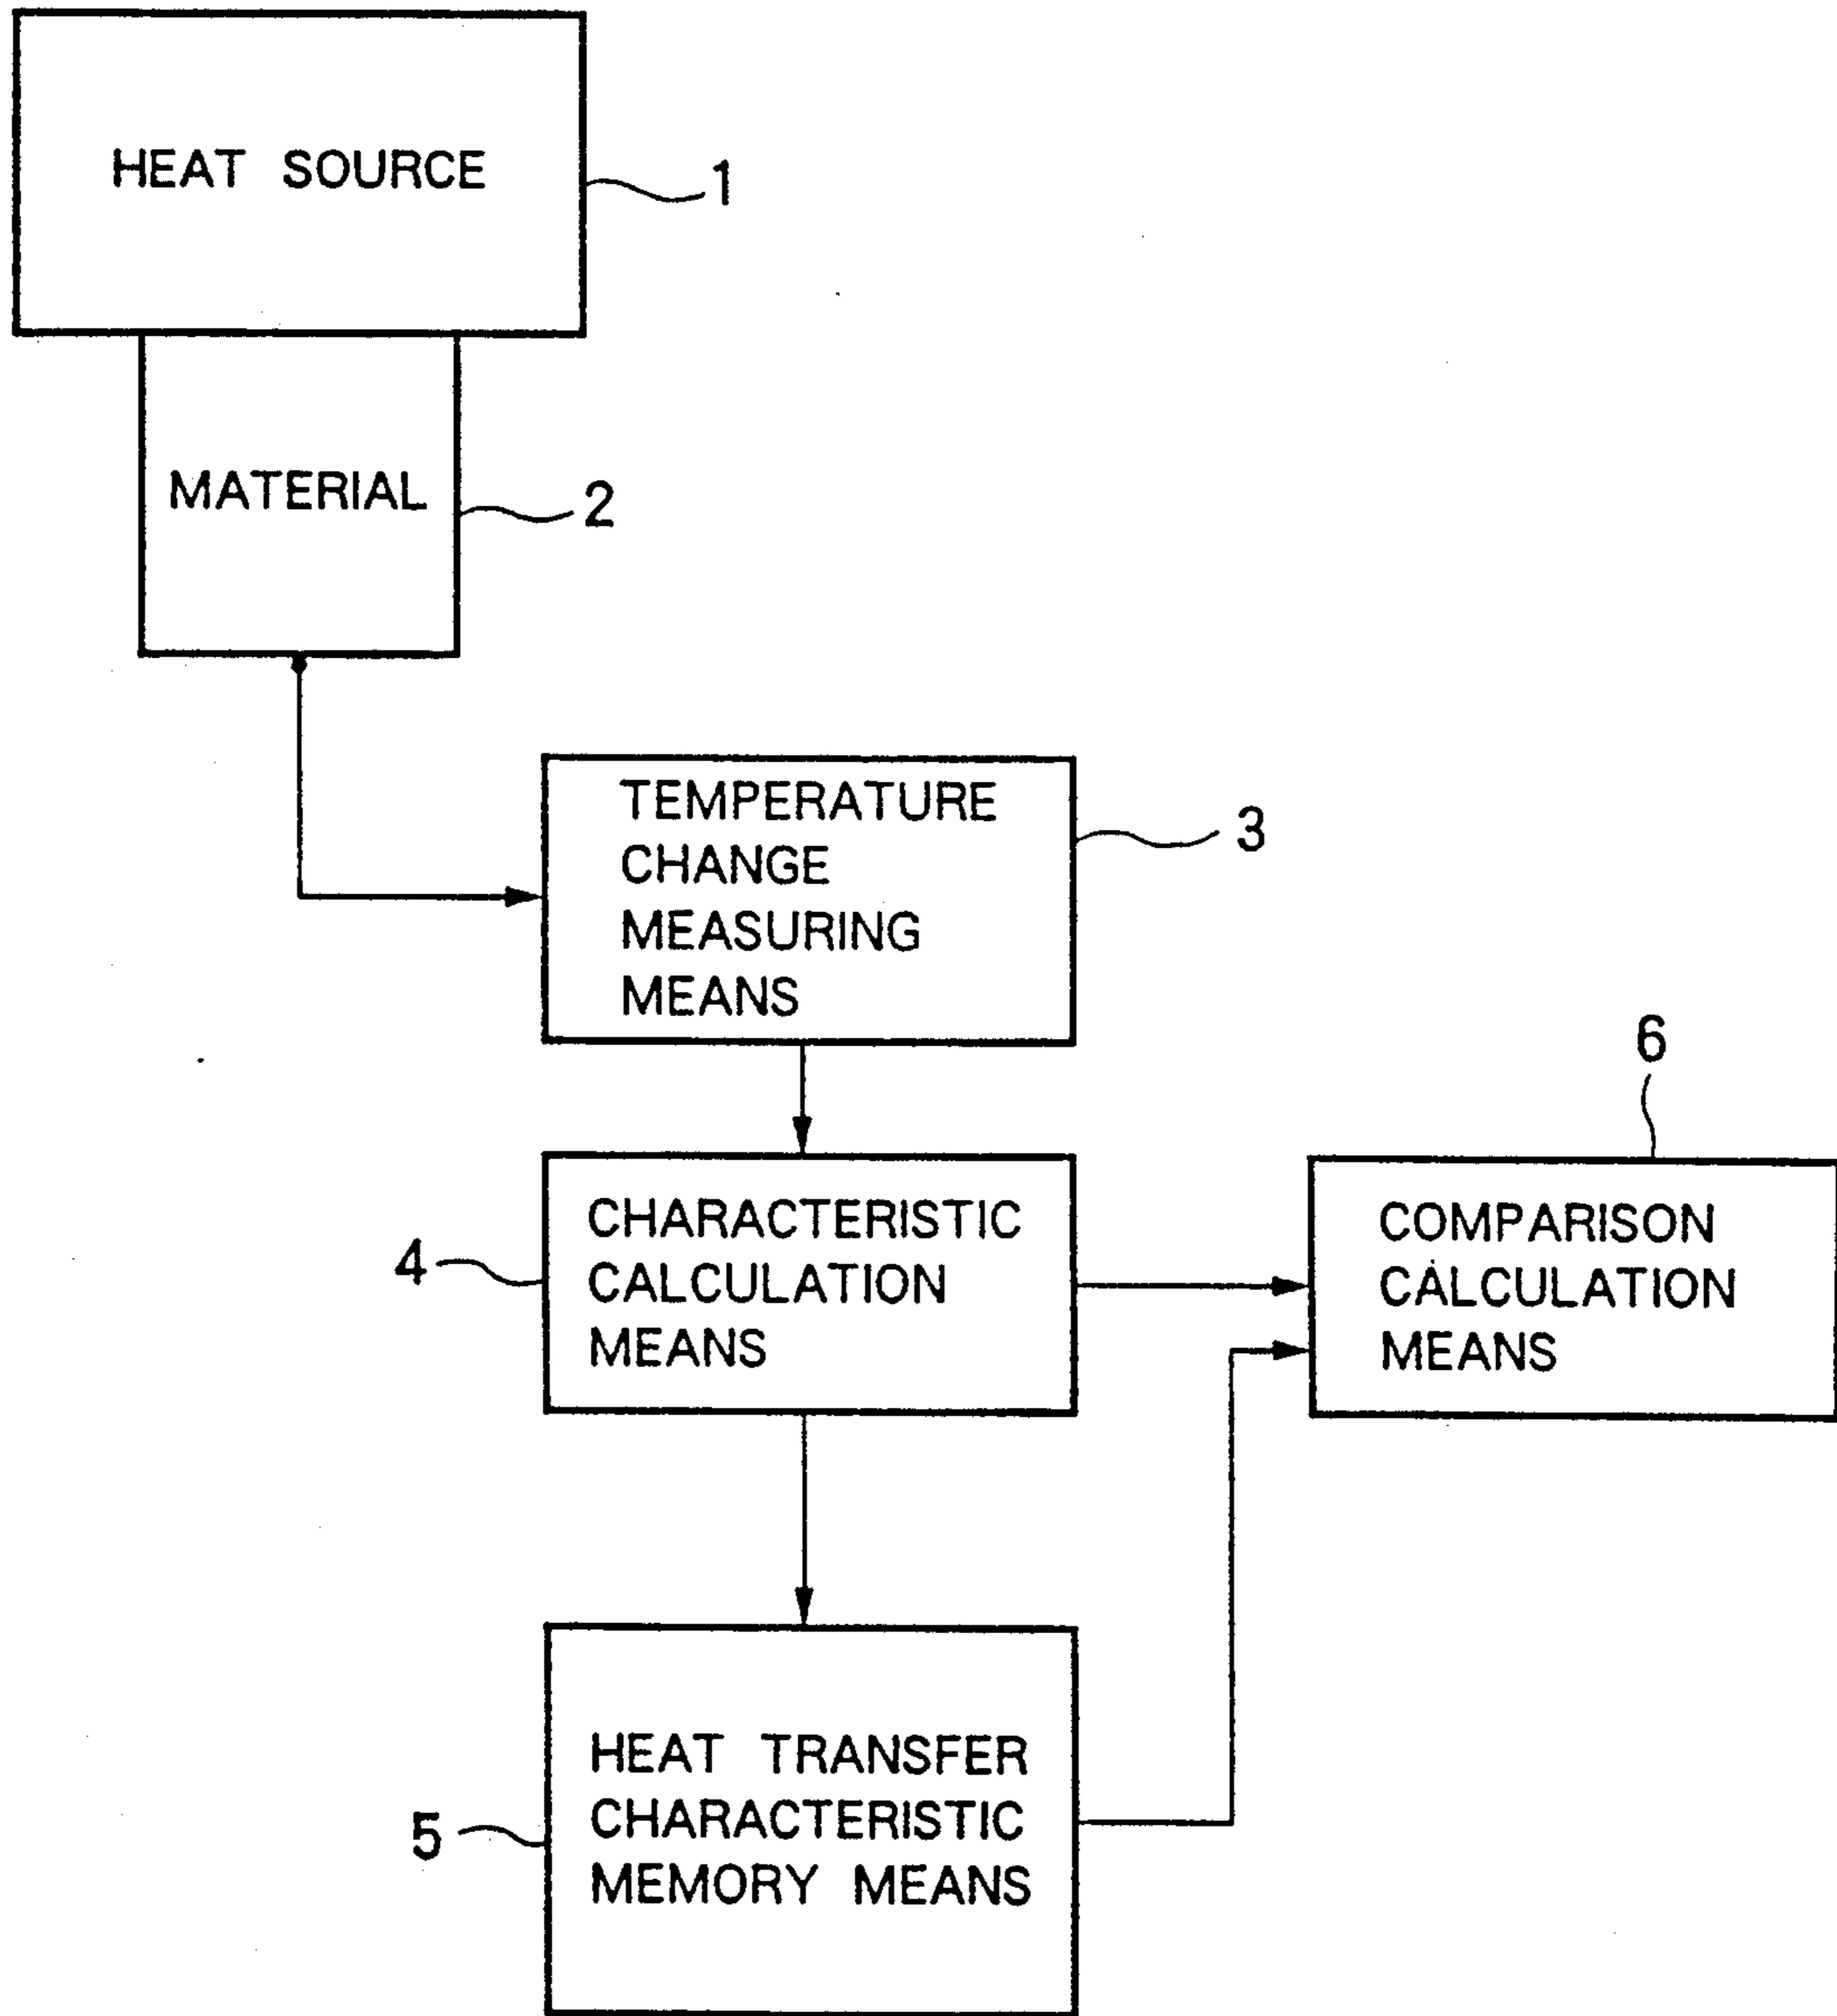 HEAT SOURCE
1
MATERIAL
2
TEMPERATURE
CHANGE
MEASURING
MEANS
3
CHARACTERISTIC
CALCULATION
MEANS
4
6
COMPARISON
CALCULATION
MEANS
HEAT TRANSFER
CHARACTERISTIC
MEMORY MEANS
5